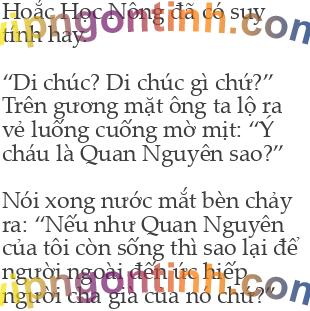 Hoắc Học Nông đã có suy
tính hay.
“Di chúc? Di chúc gì chứ?”
Trên gương mặt ông ta lộ ra
vẻ luống cuống mờ mịt: “Ý
cháu là Quan Nguyên sao?”
Nói xong nước mắt bèn chảy
ra: “Nếu như Quan Nguyên
của tôi còn sống thì sao lại để
người ngoài đến ức hiếp
người cha già của nó chứ?”
vipngontinh.com
vipngontinh.com